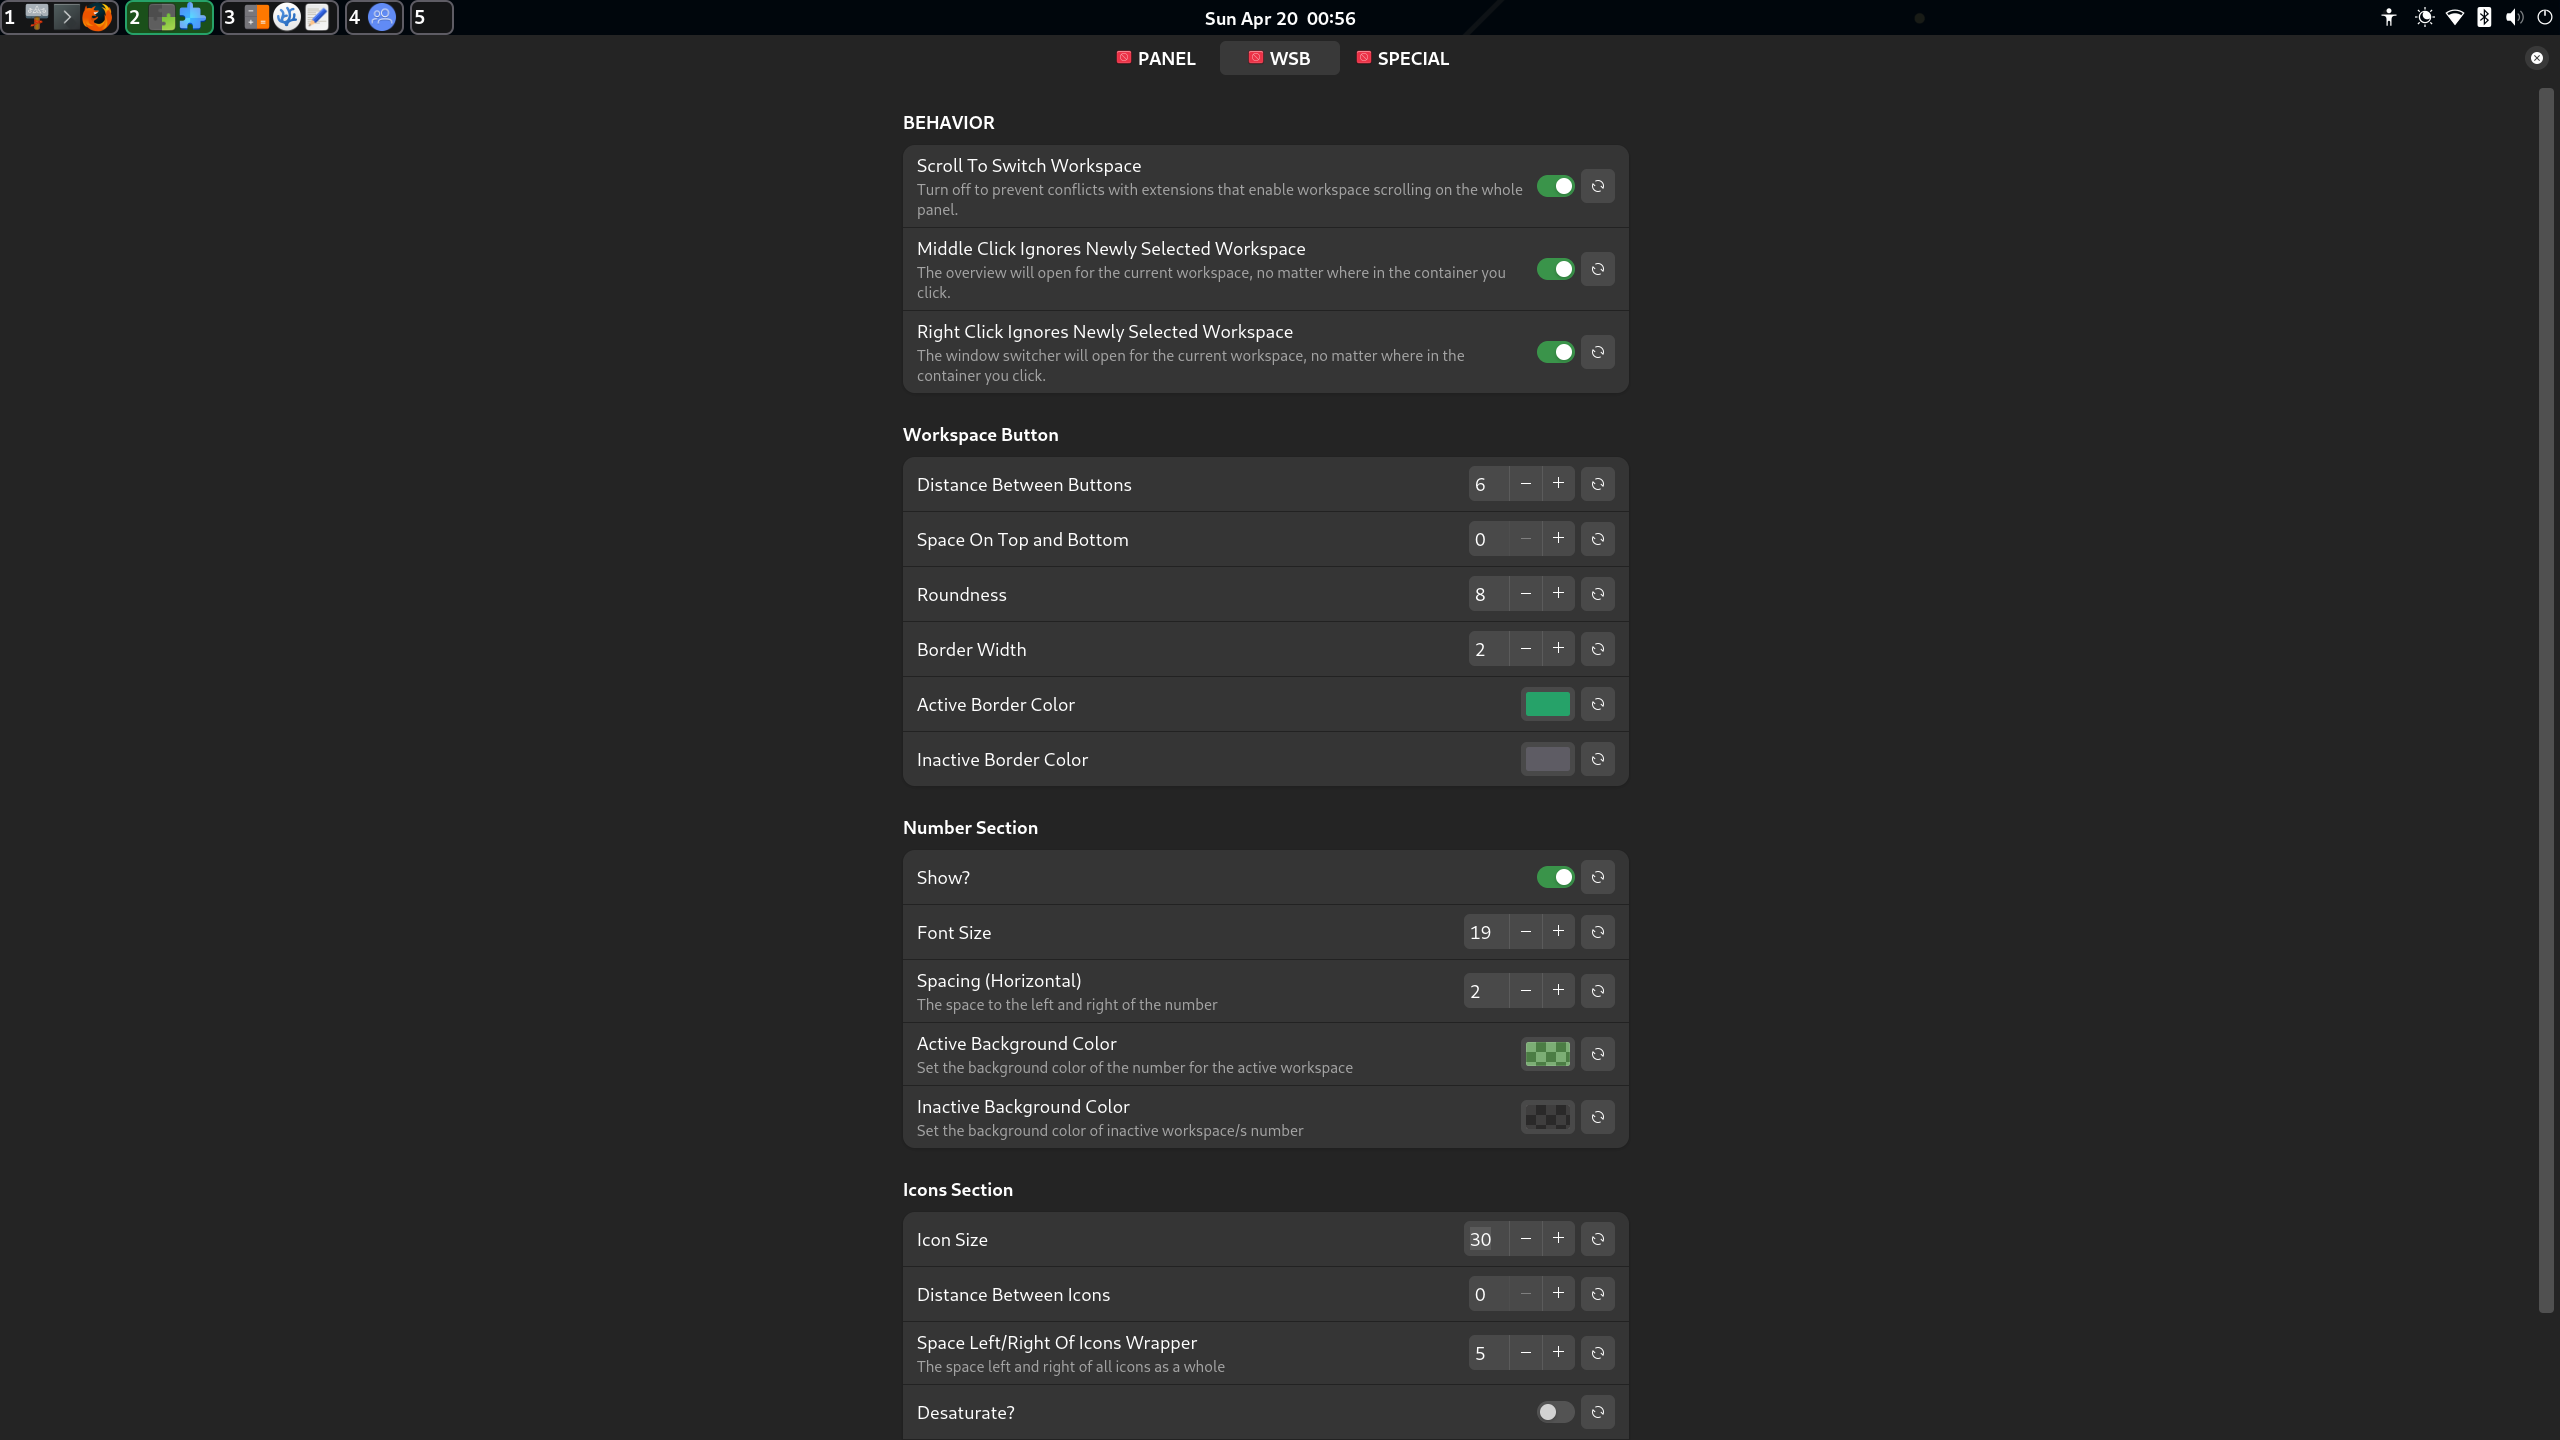 1 2 3 4 5 Sun Apr 20 00:56
PANEL WSB SPECIAL
BEHAVIOR
Scroll To Switch Workspace
Turn off to prevent conflicts with extensions that enable workspace scrolling on the whole
panel.
Middle Click Ignores Newly Selected Workspace
The overview will open for the current workspace, no matter where in the container you
click.
Right Click Ignores Newly Selected Workspace
The window switcher will open for the current workspace, no matter where in the
container you click.
Workspace Button
Distance Between Buttons 6 − +
Space On Top and Bottom 0 − +
Roundness 8 − +
Border Width 2 − +
Active Border Color
Inactive Border Color
Number Section
Show?
Font Size 19 − +
Spacing (Horizontal) 2 − +
The space to the left and right of the number
Active Background Color
Set the background color of the number for the active workspace
Inactive Background Color
Set the background color of inactive workspace/s number
Icons Section
Icon Size 30 − +
Distance Between Icons 0 − +
Space Left/Right Of Icons Wrapper 5 − +
The space left and right of all icons as a whole
Desaturate?